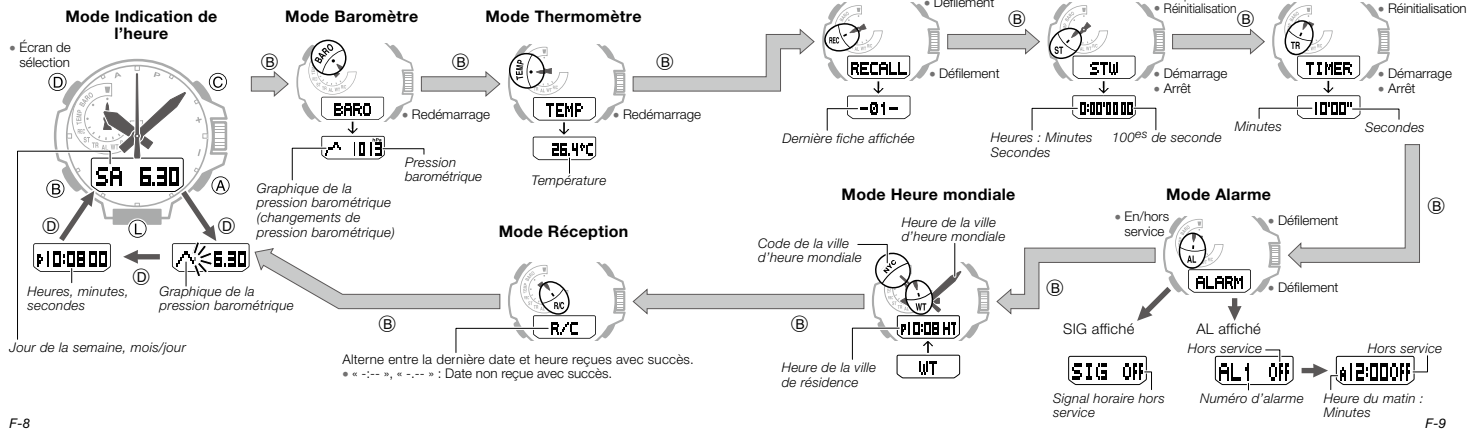 Mode Indication de
l'heure
• Écran de
sélection
D
C
A P
W
BARO
TEMP
ST TR AL WT
SA 6.30
B
A
L
D
D
P 10:08 00
D
6.30
Heures, minutes,
secondes
Graphique de la
pression barométrique
Jour de la semaine, mois/jour
B
Mode Baromètre
BARO
BARO
• Redémarrage
1013
Graphique de la
pression barométrique
(changements de
pression barométrique)
Pression
barométrique
B
Mode Thermomètre
TEMP
TEMP
• Redémarrage
26.4°C
Température
B
• Défilement
REC
RECALL
• Défilement
-01-
Dernière fiche affichée
B
• Réinitialisation
ST
STW
• Démarrage
• Arrêt
0:00'00 00
Heures : Minutes
Secondes
100es de seconde
B
• Réinitialisation
TR
TIMER
• Démarrage
• Arrêt
10'00"
Minutes
Secondes
B
Mode Alarme
• En/hors
service
• Défilement
AL
ALARM
• Défilement
SIG affiché
AL affiché
SIG OFF
Signal horaire hors
service
Hors service
AL1 OFF
Numéro d'alarme
Hors service
A12:00OFF
Heure du matin :
Minutes
B
Mode Heure mondiale
Code de la ville
d'heure mondiale
Heure de la ville
d'heure mondiale
NYC
WT
P10:08 HT
Heure de la ville
de résidence
WT
B
Mode Réception
R/C
R/C
Alterne entre la dernière date et heure reçues avec succès.
• « -:-- », « -.-- » : Date non reçue avec succès.
B
F-8
F-9